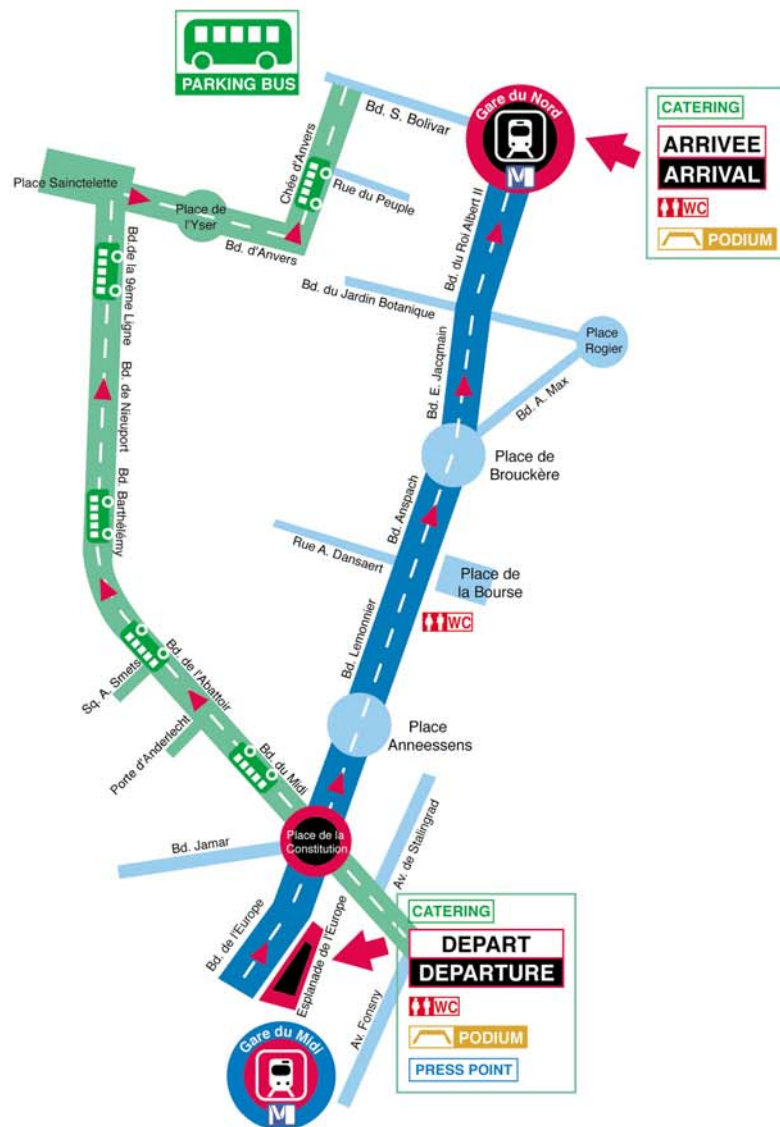 PARKING BUS
Bd. S. Bolivar
Gare du Nord
M
CATERING
ARRIVEE
ARRIVAL
WC
PODIUM
Place Sainctelette
Place de
l'Yser
Chée d'Anvers
Rue du Peuple
Bd. d'Anvers
Bd. du Roi Albert II
Bd.de la 9ème Ligne
Bd. du Jardin Botanique
Place
Rogier
Bd. E. Jacqmain
Bd. A. Max
Bd. de Nieuport
Place de
Brouckère
Bd. Barthélémy
Bd. Anspach
Rue A. Dansaert
Place de
la Bourse
WC
Bd. Lemonnier
Sq. A. Smets
Bd. de l'Abattoir
Porte d'Anderlecht
Place
Anneessens
Bd. du Midi
Bd. Jamar
Place de la
Constitution
Av. de Stalingrad
Bd. de l'Europe
Esplanade de l'Europe
Av. Fonsny
CATERING
DEPART
DEPARTURE
WC
PODIUM
PRESS POINT
Gare du Midi
M